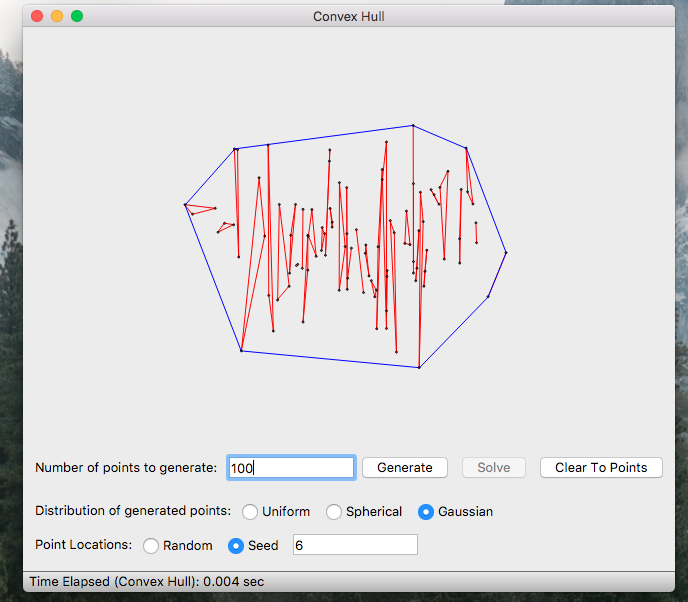 Convex Hull
Number of points to generate: 100 Generate Solve Clear To Points
Distribution of generated points: Uniform Spherical Gaussian
Point Locations: Random Seed 6
Time Elapsed (Convex Hull): 0.004 sec